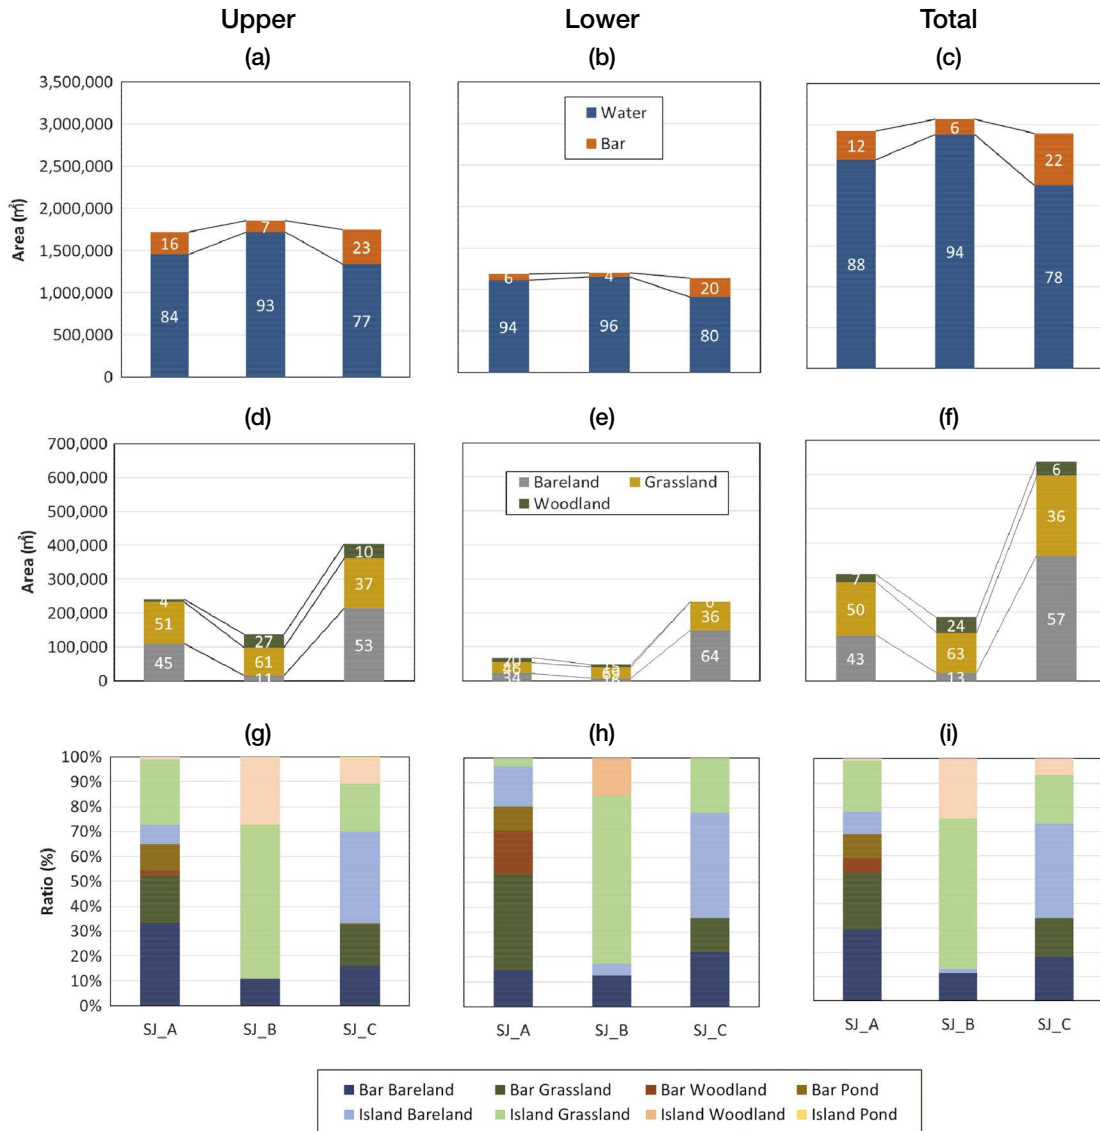 Upper Lower Total
(a) (b) (c)
3,500,000
3,000,000
2,500,000
2,000,000
1,500,000
1,000,000
500,000
0
Area (㎡)
16 7 23
84 93 77
Water
Bar
6 4 20
94 96 80
12 6 22
88 94 78
(d) (e) (f)
700,000
600,000
500,000
400,000
300,000
200,000
100,000
0
Area (㎡)
4 27 10
51 61 37
45 11 53
Bareland Grassland
Woodland
20 0
46 69 36
34 16 64
7 24 6
50 63 36
43 13 57
(g) (h) (i)
100%
90%
80%
70%
60%
50%
40%
30%
20%
10%
0%
Ratio (%)
SJ_A SJ_B SJ_C SJ_A SJ_B SJ_C SJ_A SJ_B SJ_C
Bar Bareland Bar Grassland Bar Woodland Bar Pond
Island Bareland Island Grassland Island Woodland Island Pond